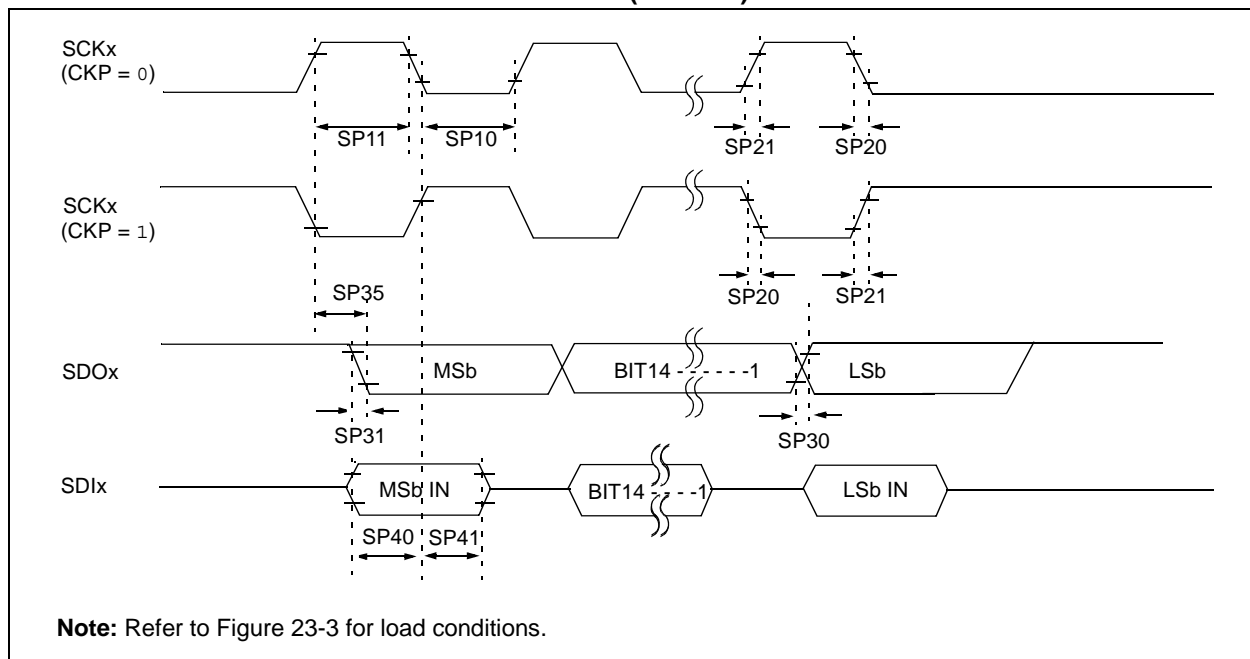 SCKx
(CKP = 0)
SP11
SP10
SP21
SP20
SCKx
(CKP = 1)
SP35
SP20
SP21
SDOx
MSb
BIT14 - - - - - - -1
LSb
SP31
SP30
SDIx
MSb IN
BIT14 - - - - -1
LSb IN
SP40
SP41
Note: Refer to Figure 23-3 for load conditions.